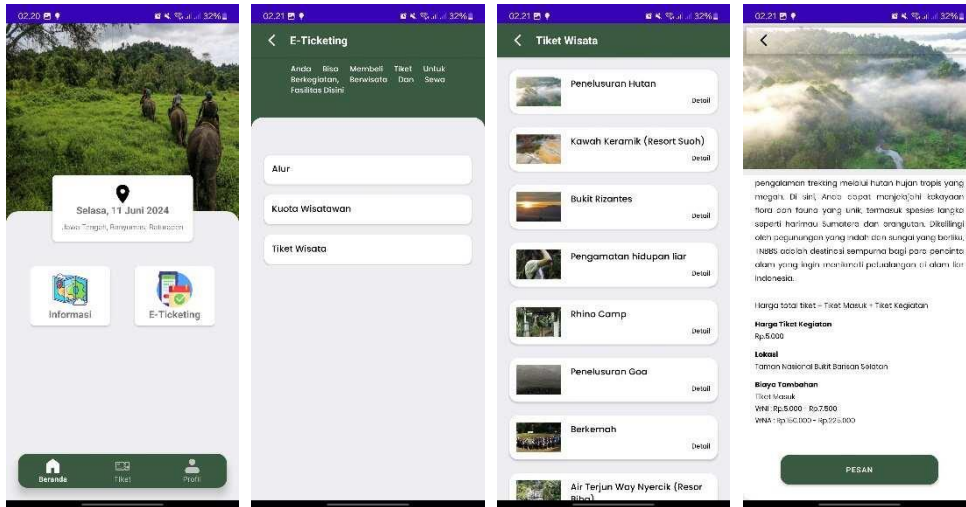 02.20
32%
Selasa, 11 Juni 2024
Jawa Tengah, Banyumas, Baturaden
Informasi
E-Ticketing
Beranda
Tiket
Profil
02.21
32%
E-Ticketing
Anda Bisa Membeli Tiket Untuk
Berkegiatan, Berwisata Dan Sewa
Fasilitas Disini
Alur
Kuota Wisatawan
Tiket Wisata
02.21
32%
Tiket Wisata
Penelusuran Hutan
Detail
Kawah Keramik (Resort Suoh)
Detail
Bukit Rizantes
Detail
Pengamatan hidupan liar
Detail
Rhino Camp
Detail
Penelusuran Goa
Detail
Berkemah
Detail
Air Terjun Way Nyercik (Resor
02.21
32%
pengalaman trekking melalui hutan hujan tropis yang
megah. Di sini, Anda dapat menjelajahi kekayaan
flora dan fauna yang unik, termasuk spesies langka
seperti harimau Sumatera dan orangutan. Dikelilingi
oleh pegunungan yang indah dan sungai yang berliku,
TNBBS adalah destinasi sempurna bagi para pencinta
alam yang ingin menikmati petualangan di alam liar
Indonesia.
Harga total tiket = Tiket Masuk + Tiket Kegiatan
Harga Tiket Kegiatan
Rp.5.000
Lokasi
Taman Nasional Bukit Barisan Selatan
Biaya Tambahan
Tiket Masuk
WNI : Rp.5.000 - Rp.7.500
WNA : Rp.150.000 - Rp.225.000
PESAN